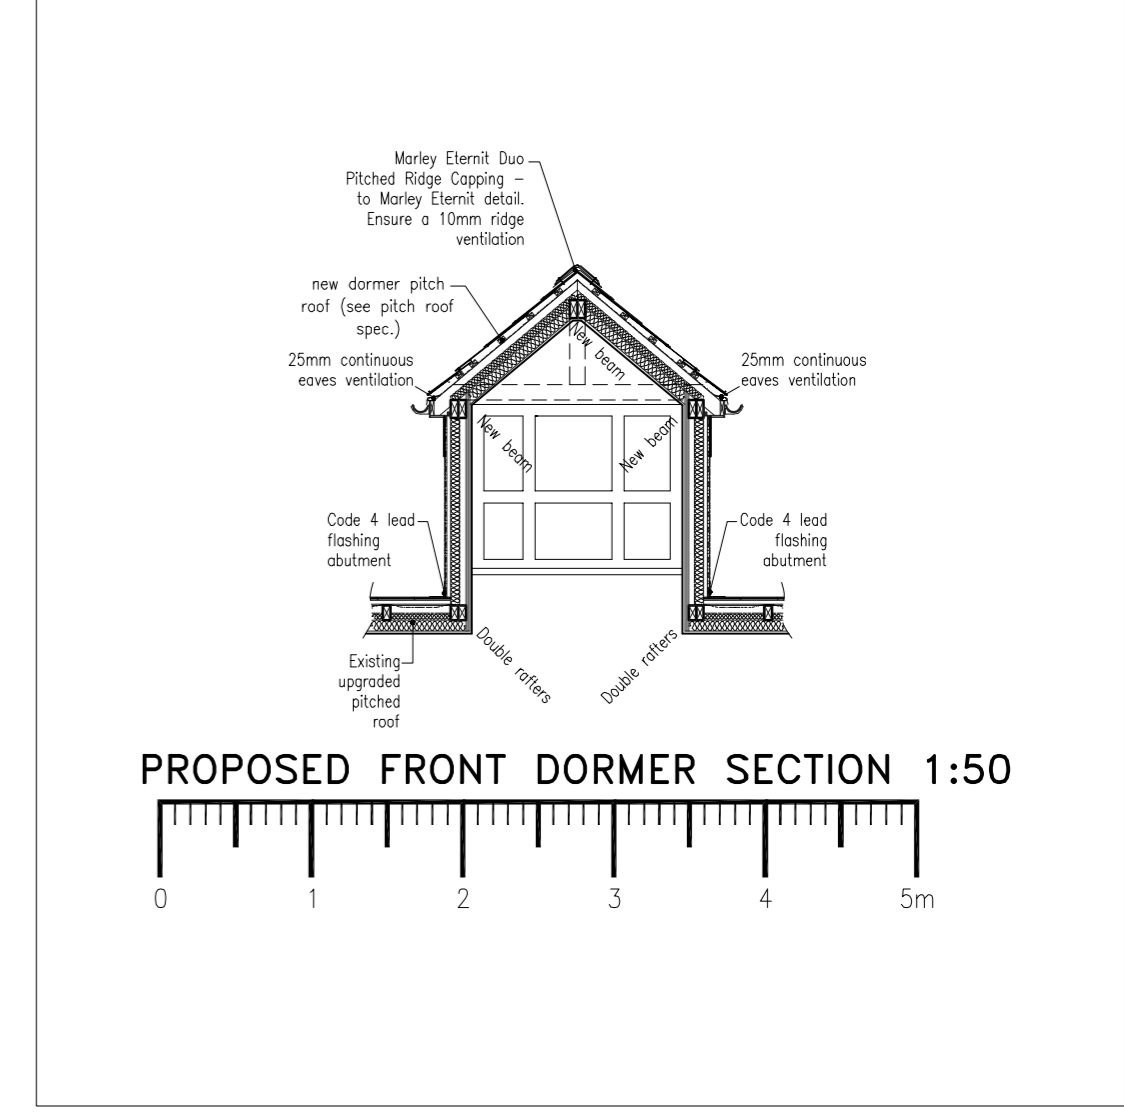 Marley Eternit Duo
Pitched Ridge Capping –
to Marley Eternit detail.
Ensure a 10mm ridge
ventilation
new dormer pitch
roof (see pitch roof
spec.)
25mm continuous
eaves ventilation
25mm continuous
eaves ventilation
New beam
New beam
New beam
Code 4 lead
flashing
abutment
Code 4 lead
flashing
abutment
Double rafters
Double rafters
Existing
upgraded
pitched
roof
PROPOSED FRONT DORMER SECTION 1:50
0 1 2 3 4 5m